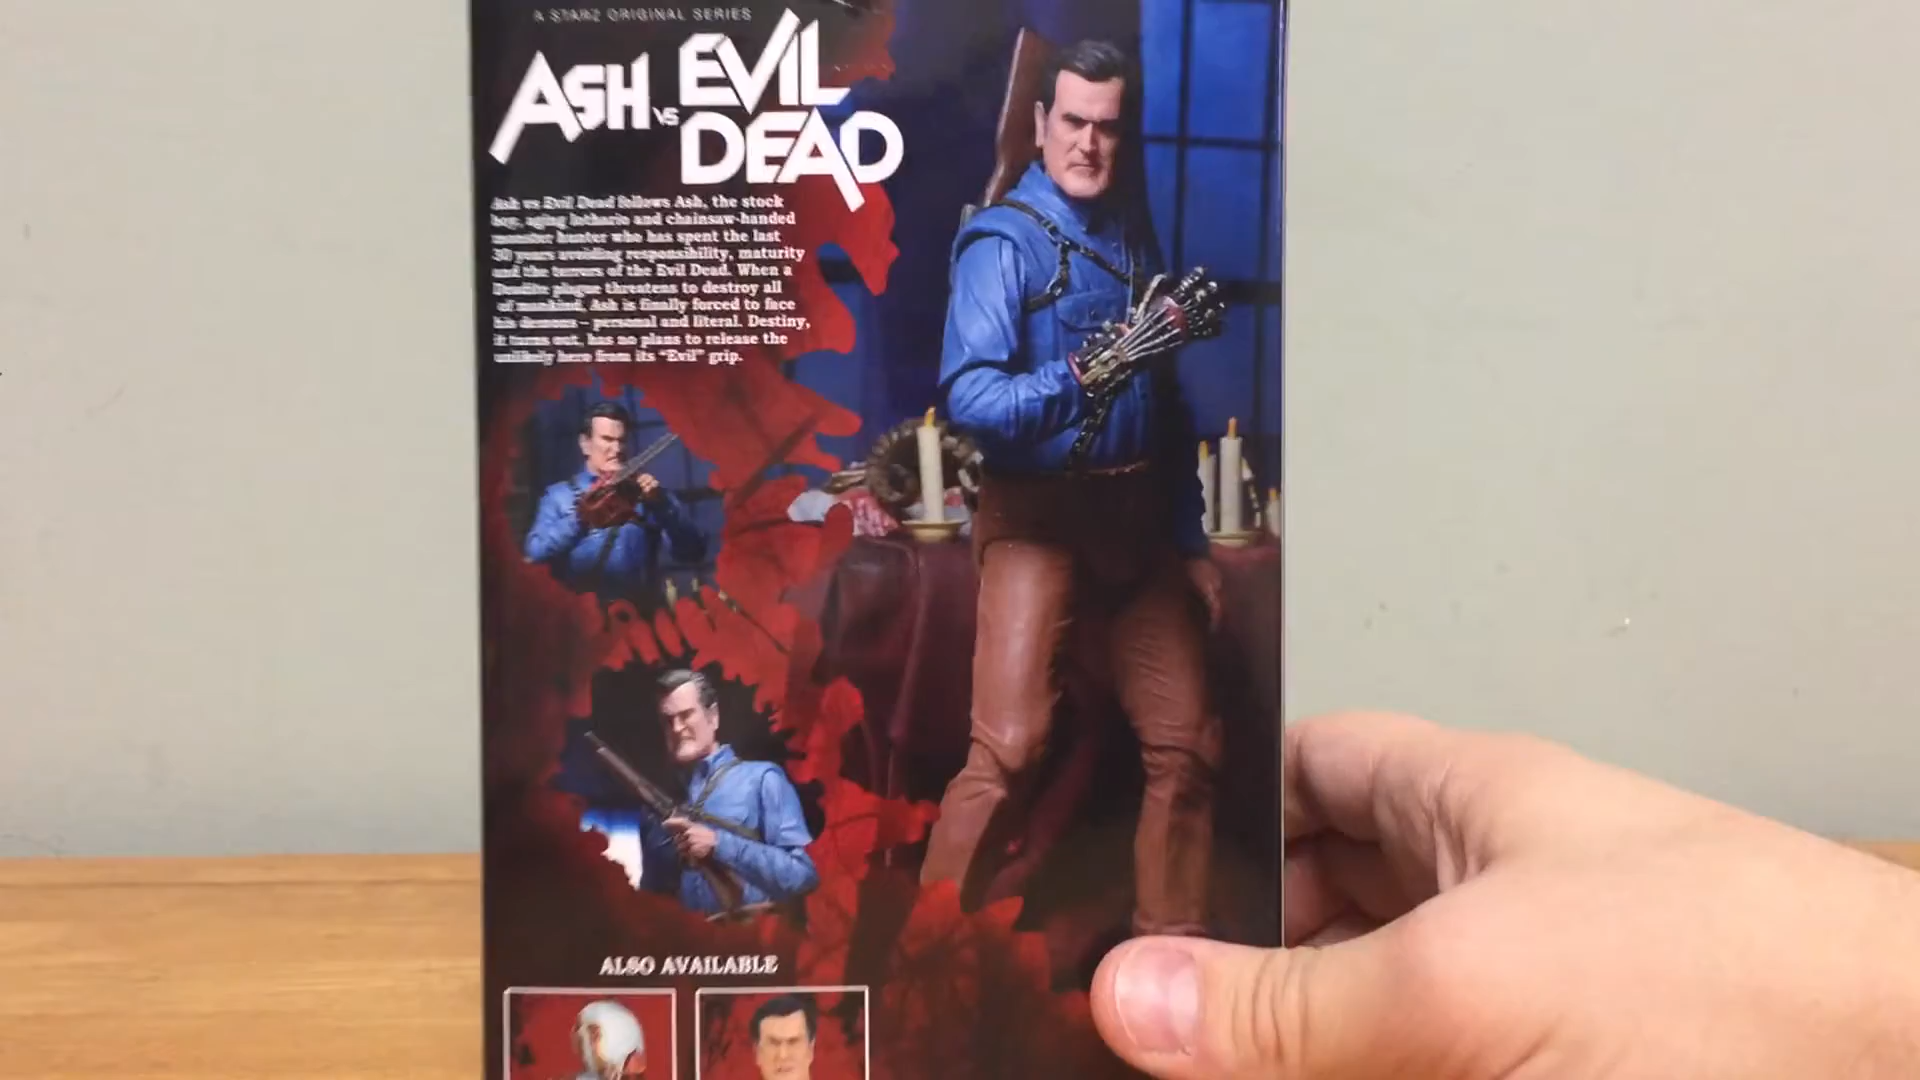 A STARZ ORIGINAL SERIES
ASH vs EVIL DEAD
Ash vs Evil Dead follows Ash, the stock
boy, aging lothario and chainsaw-handed
monster hunter who has spent the last
30 years avoiding responsibility, maturity
and the terrors of the Evil Dead. When a
Deadite plague threatens to destroy all
of mankind, Ash is finally forced to face
his demons – personal and literal. Destiny,
it turns out, has no plans to release the
unlikely hero from its "Evil" grip.
ALSO AVAILABLE